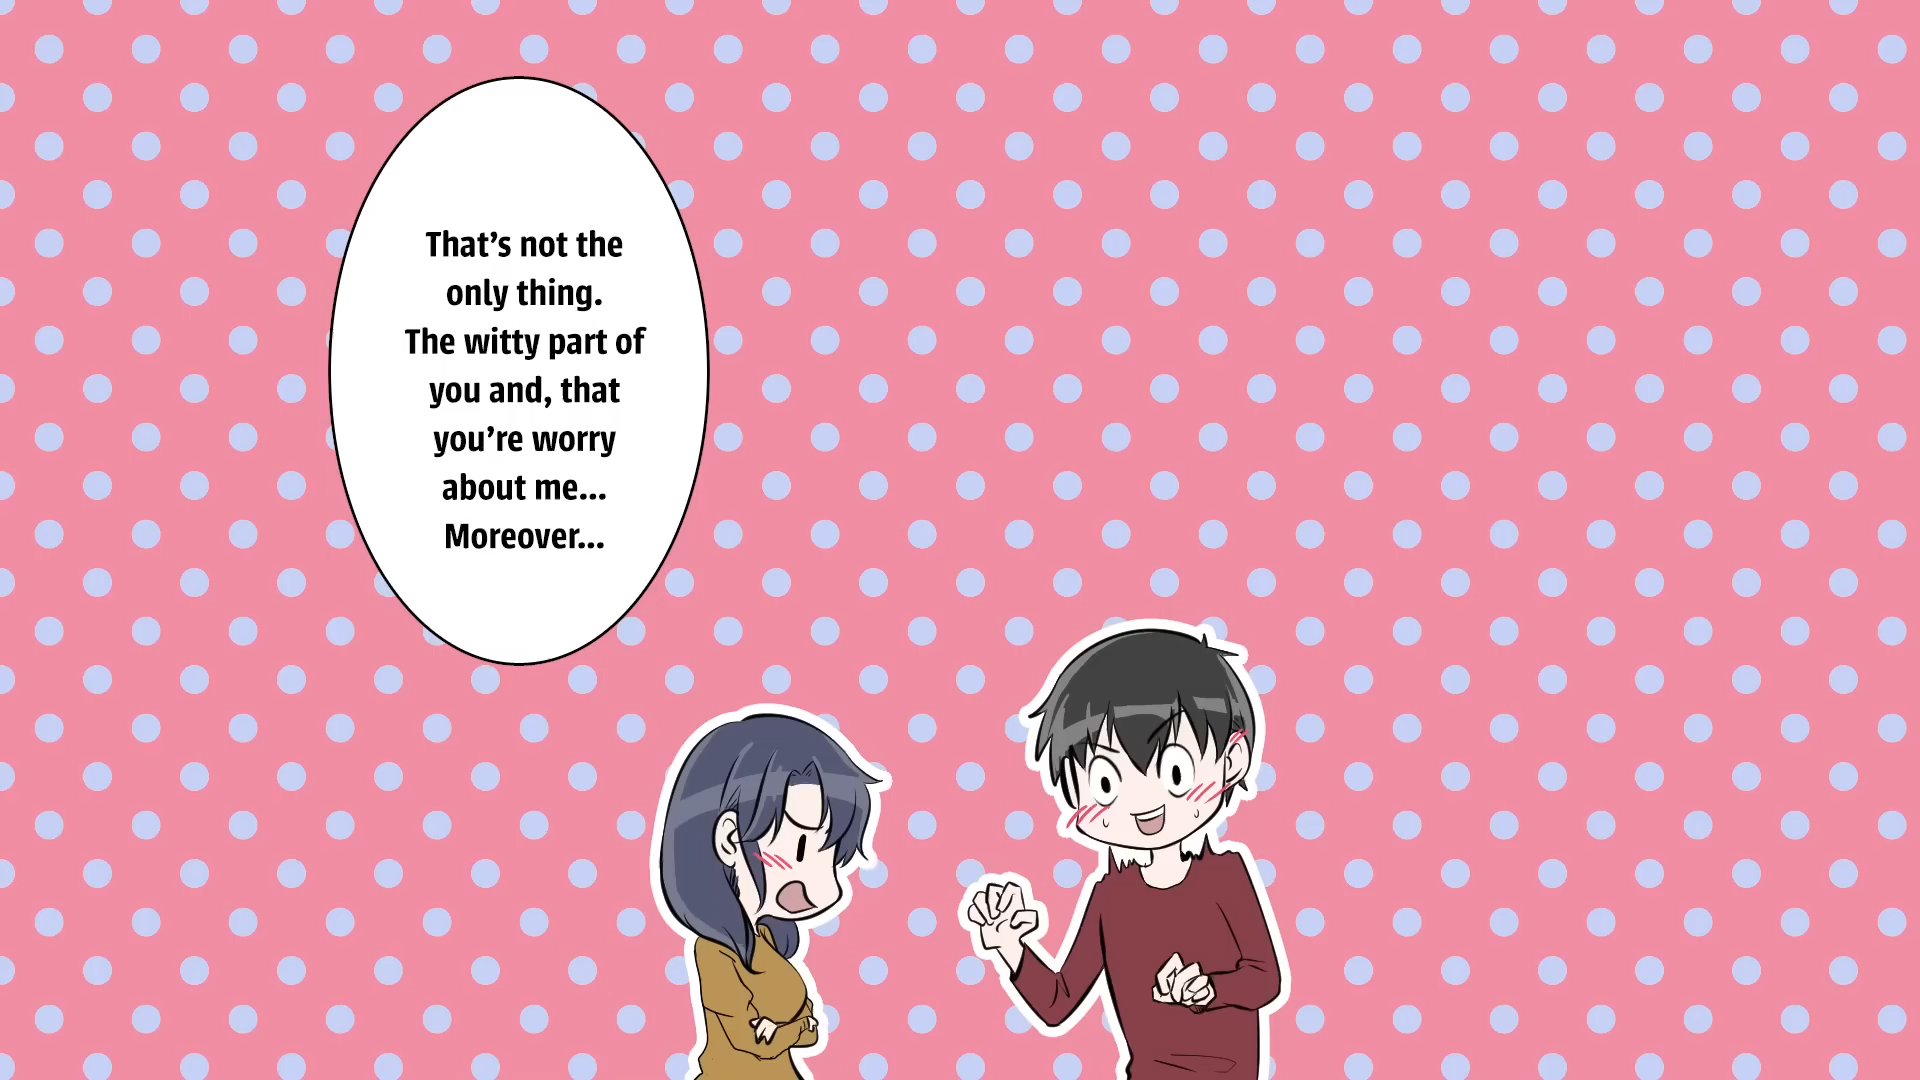 That’s not the
only thing.
The witty part of
you and, that
you’re worry
about me...
Moreover...